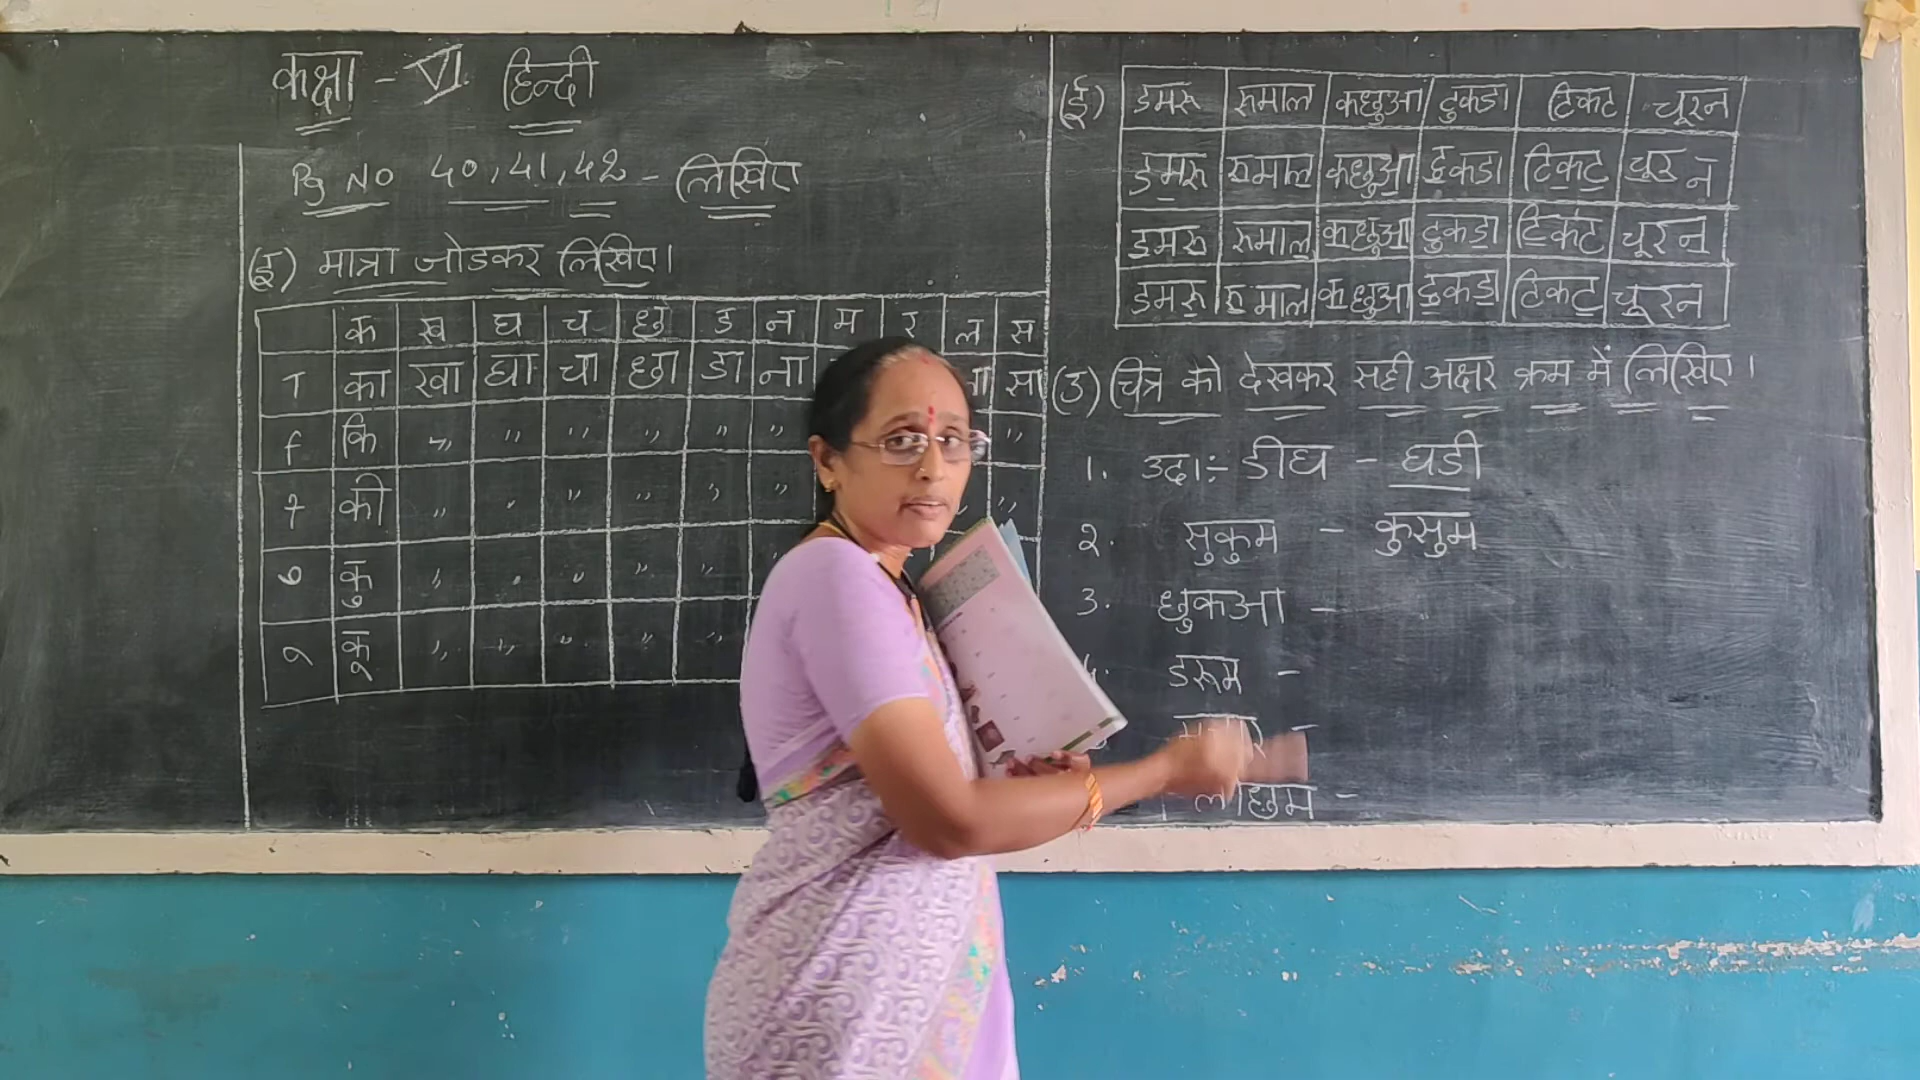 कक्षा - VI हिन्दी
Pg No 40, 41, 42 - लिखिए
(इ) मात्रा जोडकर लिखिए।
क ख घ च छ ड न म र ल स
ा का खा घा चा छा डा ना सा
ि कि " " " " " " "
ी की " " " " " " "
ु कु " " " " "
ू कू " " " " "
(ई) डमरू रुमाल कछुआ टुकडा टिकट चूरन
डमरू रुमाल कछुआ टुकडा टिकट चूरन
डमरू रुमाल कछुआ टुकडा टिकट चूरन
डमरू रुमाल कछुआ टुकडा टिकट चूरन
(उ) चित्र को देखकर सही अक्षर क्रम में लिखिए।
1. उदा:- डीघ - घडी
२. सुकुम - कुसुम
3. छुकआ -
डरूम -